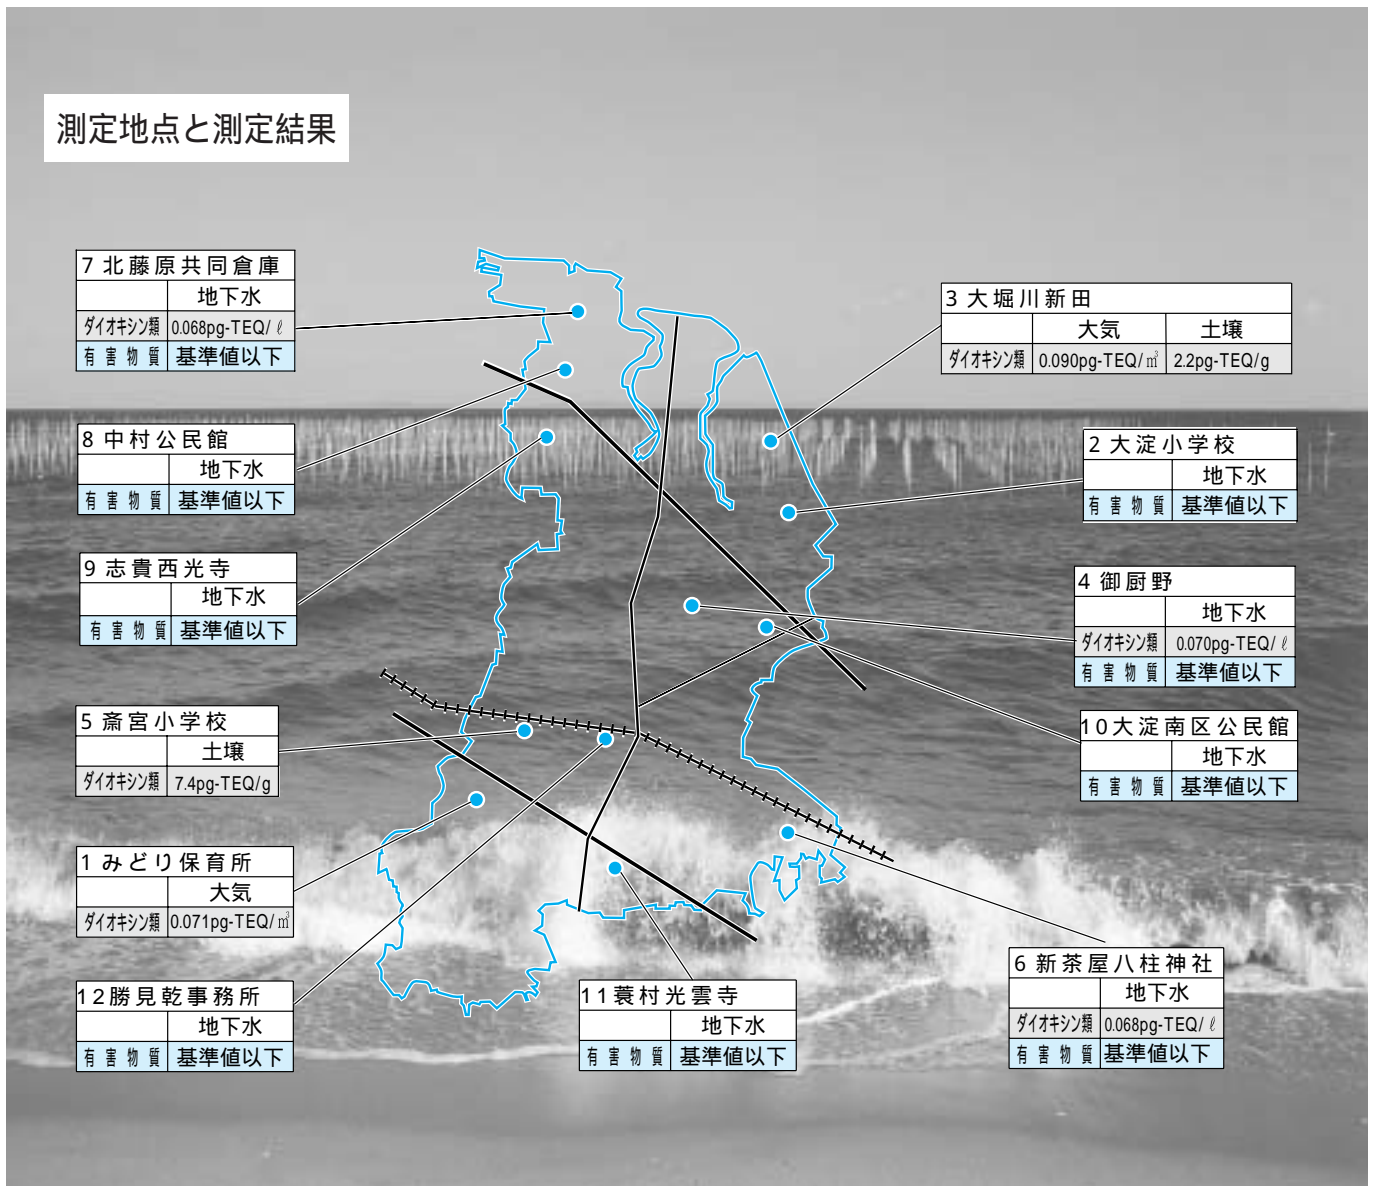 測定地点と測定結果
7 北藤原共同倉庫
地下水
ダイオキシン類 0.068pg-TEQ/ℓ
有害物質 基準値以下
8 中村公民館
地下水
有害物質 基準値以下
9 志貴西光寺
地下水
有害物質 基準値以下
5 斎宮小学校
土壌
ダイオキシン類 7.4pg-TEQ/g
1 みどり保育所
大気
ダイオキシン類 0.071pg-TEQ/㎥
12勝見乾事務所
地下水
有害物質 基準値以下
11蓑村光雲寺
地下水
有害物質 基準値以下
3 大堀川新田
大気 土壌
ダイオキシン類 0.090pg-TEQ/㎥ 2.2pg-TEQ/g
2 大淀小学校
地下水
有害物質 基準値以下
4 御厨野
地下水
ダイオキシン類 0.070pg-TEQ/ℓ
有害物質 基準値以下
10大淀南区公民館
地下水
有害物質 基準値以下
6 新茶屋八柱神社
地下水
ダイオキシン類 0.068pg-TEQ/ℓ
有害物質 基準値以下